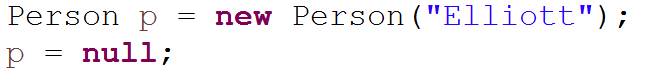 Person p = new Person("Elliott");
p = null;